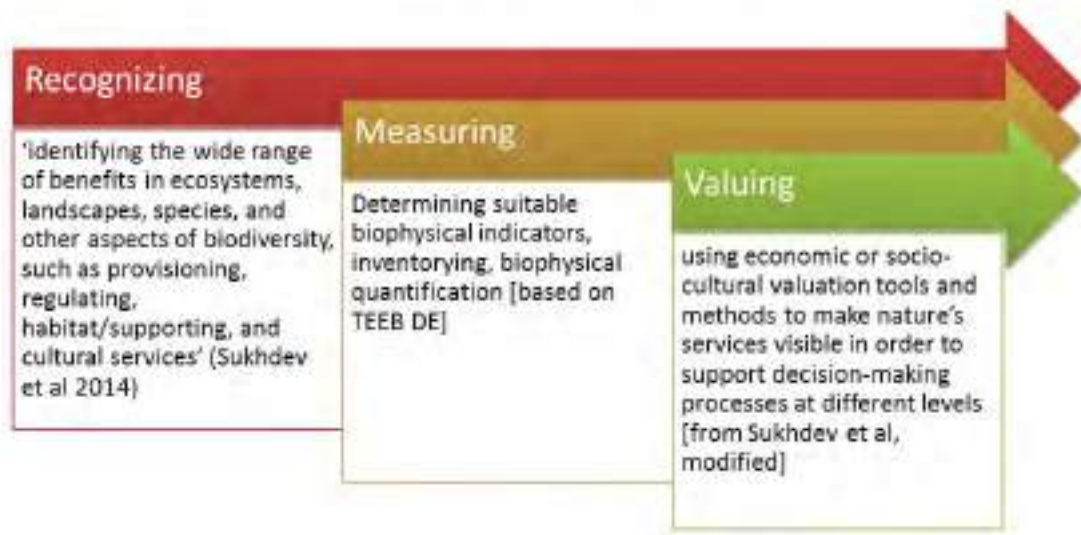 Recognizing
'identifying the wide range
of benefits in ecosystems,
landscapes, species, and
other aspects of biodiversity,
such as provisioning,
regulating,
habitat/supporting, and
cultural services' (Sukhdev
et al 2014)
Measuring
Determining suitable
biophysical indicators,
inventorying, biophysical
quantification [based on
TEEB DE]
Valuing
using economic or socio-
cultural valuation tools and
methods to make nature's
services visible in order to
support decision-making
processes at different levels
[from Sukhdev et al,
modified]